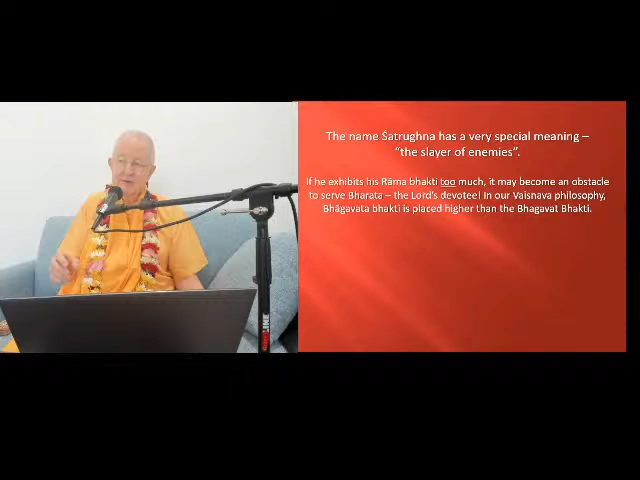 The name Śatrughna has a very special meaning –
“the slayer of enemies”.
If he exhibits his Rāma bhakti too much, it may become an obstacle
to serve Bharata – the Lord’s devotee! In our Vaisnava philosophy,
Bhāgavata bhakti is placed higher than the Bhagavat Bhakti.